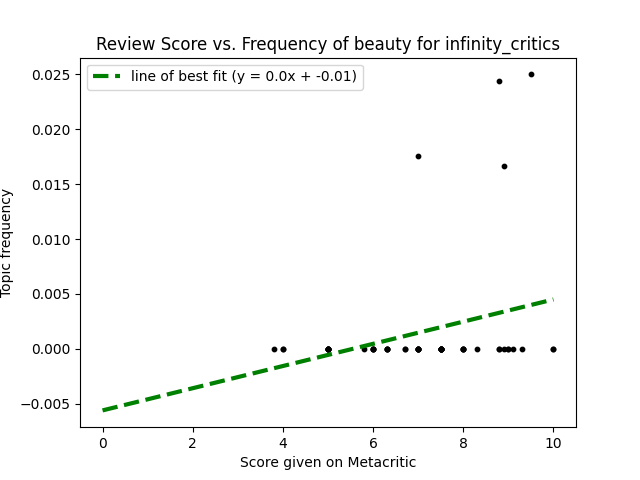 Review Score vs. Frequency of beauty for infinity_critics
line of best fit (y = 0.0x + -0.01)
0.025
0.020
0.015
0.010
0.005
0.000
−0.005
Topic frequency
0 2 4 6 8 10
Score given on Metacritic